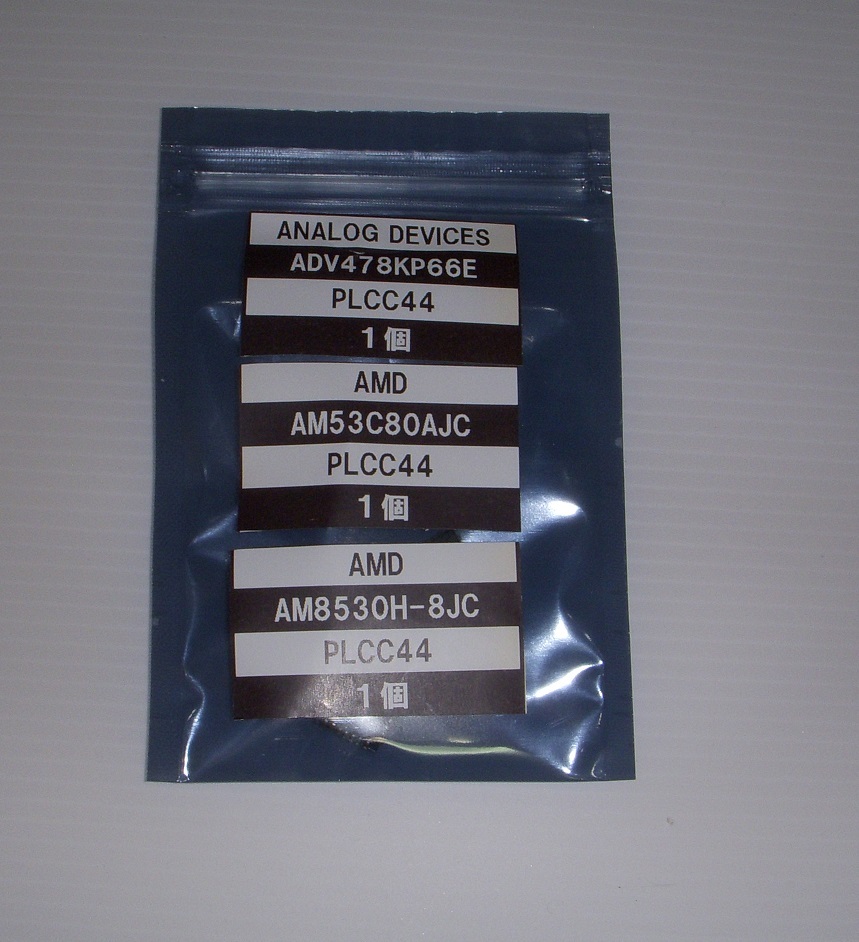 ANALOG DEVICES
ADV478KP66E
PLCC44
1個
AMD
AM53C80AJC
PLCC44
1個
AMD
AM8530H-8JC
PLCC44
1個